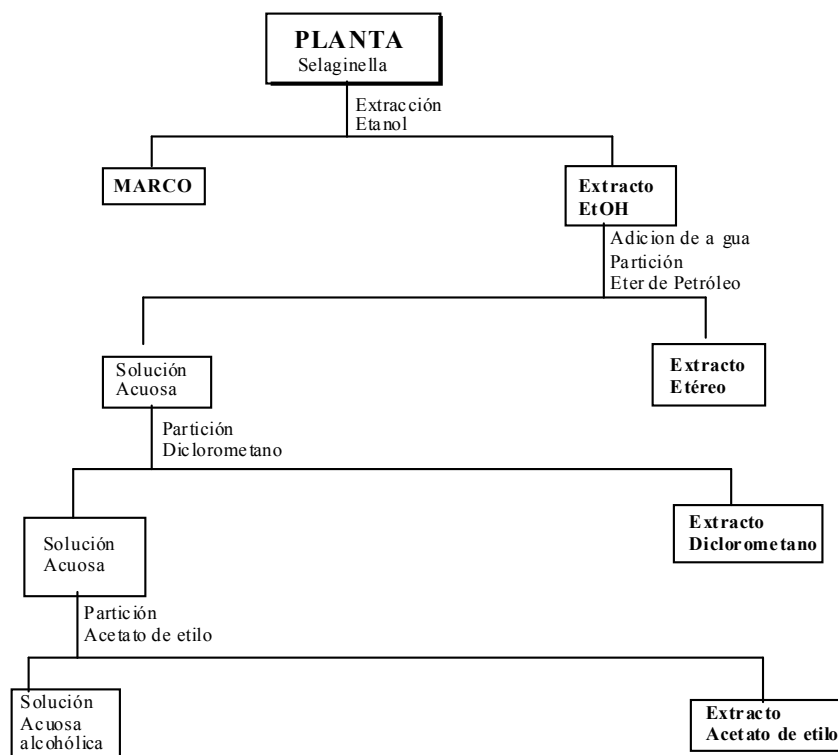 PLANTA
Selaginella
Extracción
Etanol
MARCO
Extracto
EtOH
Adicion de a gua
Partición
Eter de Petróleo
Solución
Acuosa
Extracto
Etéreo
Partición
Diclorometano
Solución
Acuosa
Extracto
Diclorometano
Partición
Acetato de etilo
Solución
Acuosa
alcohólica
Extracto
Acetato de etilo